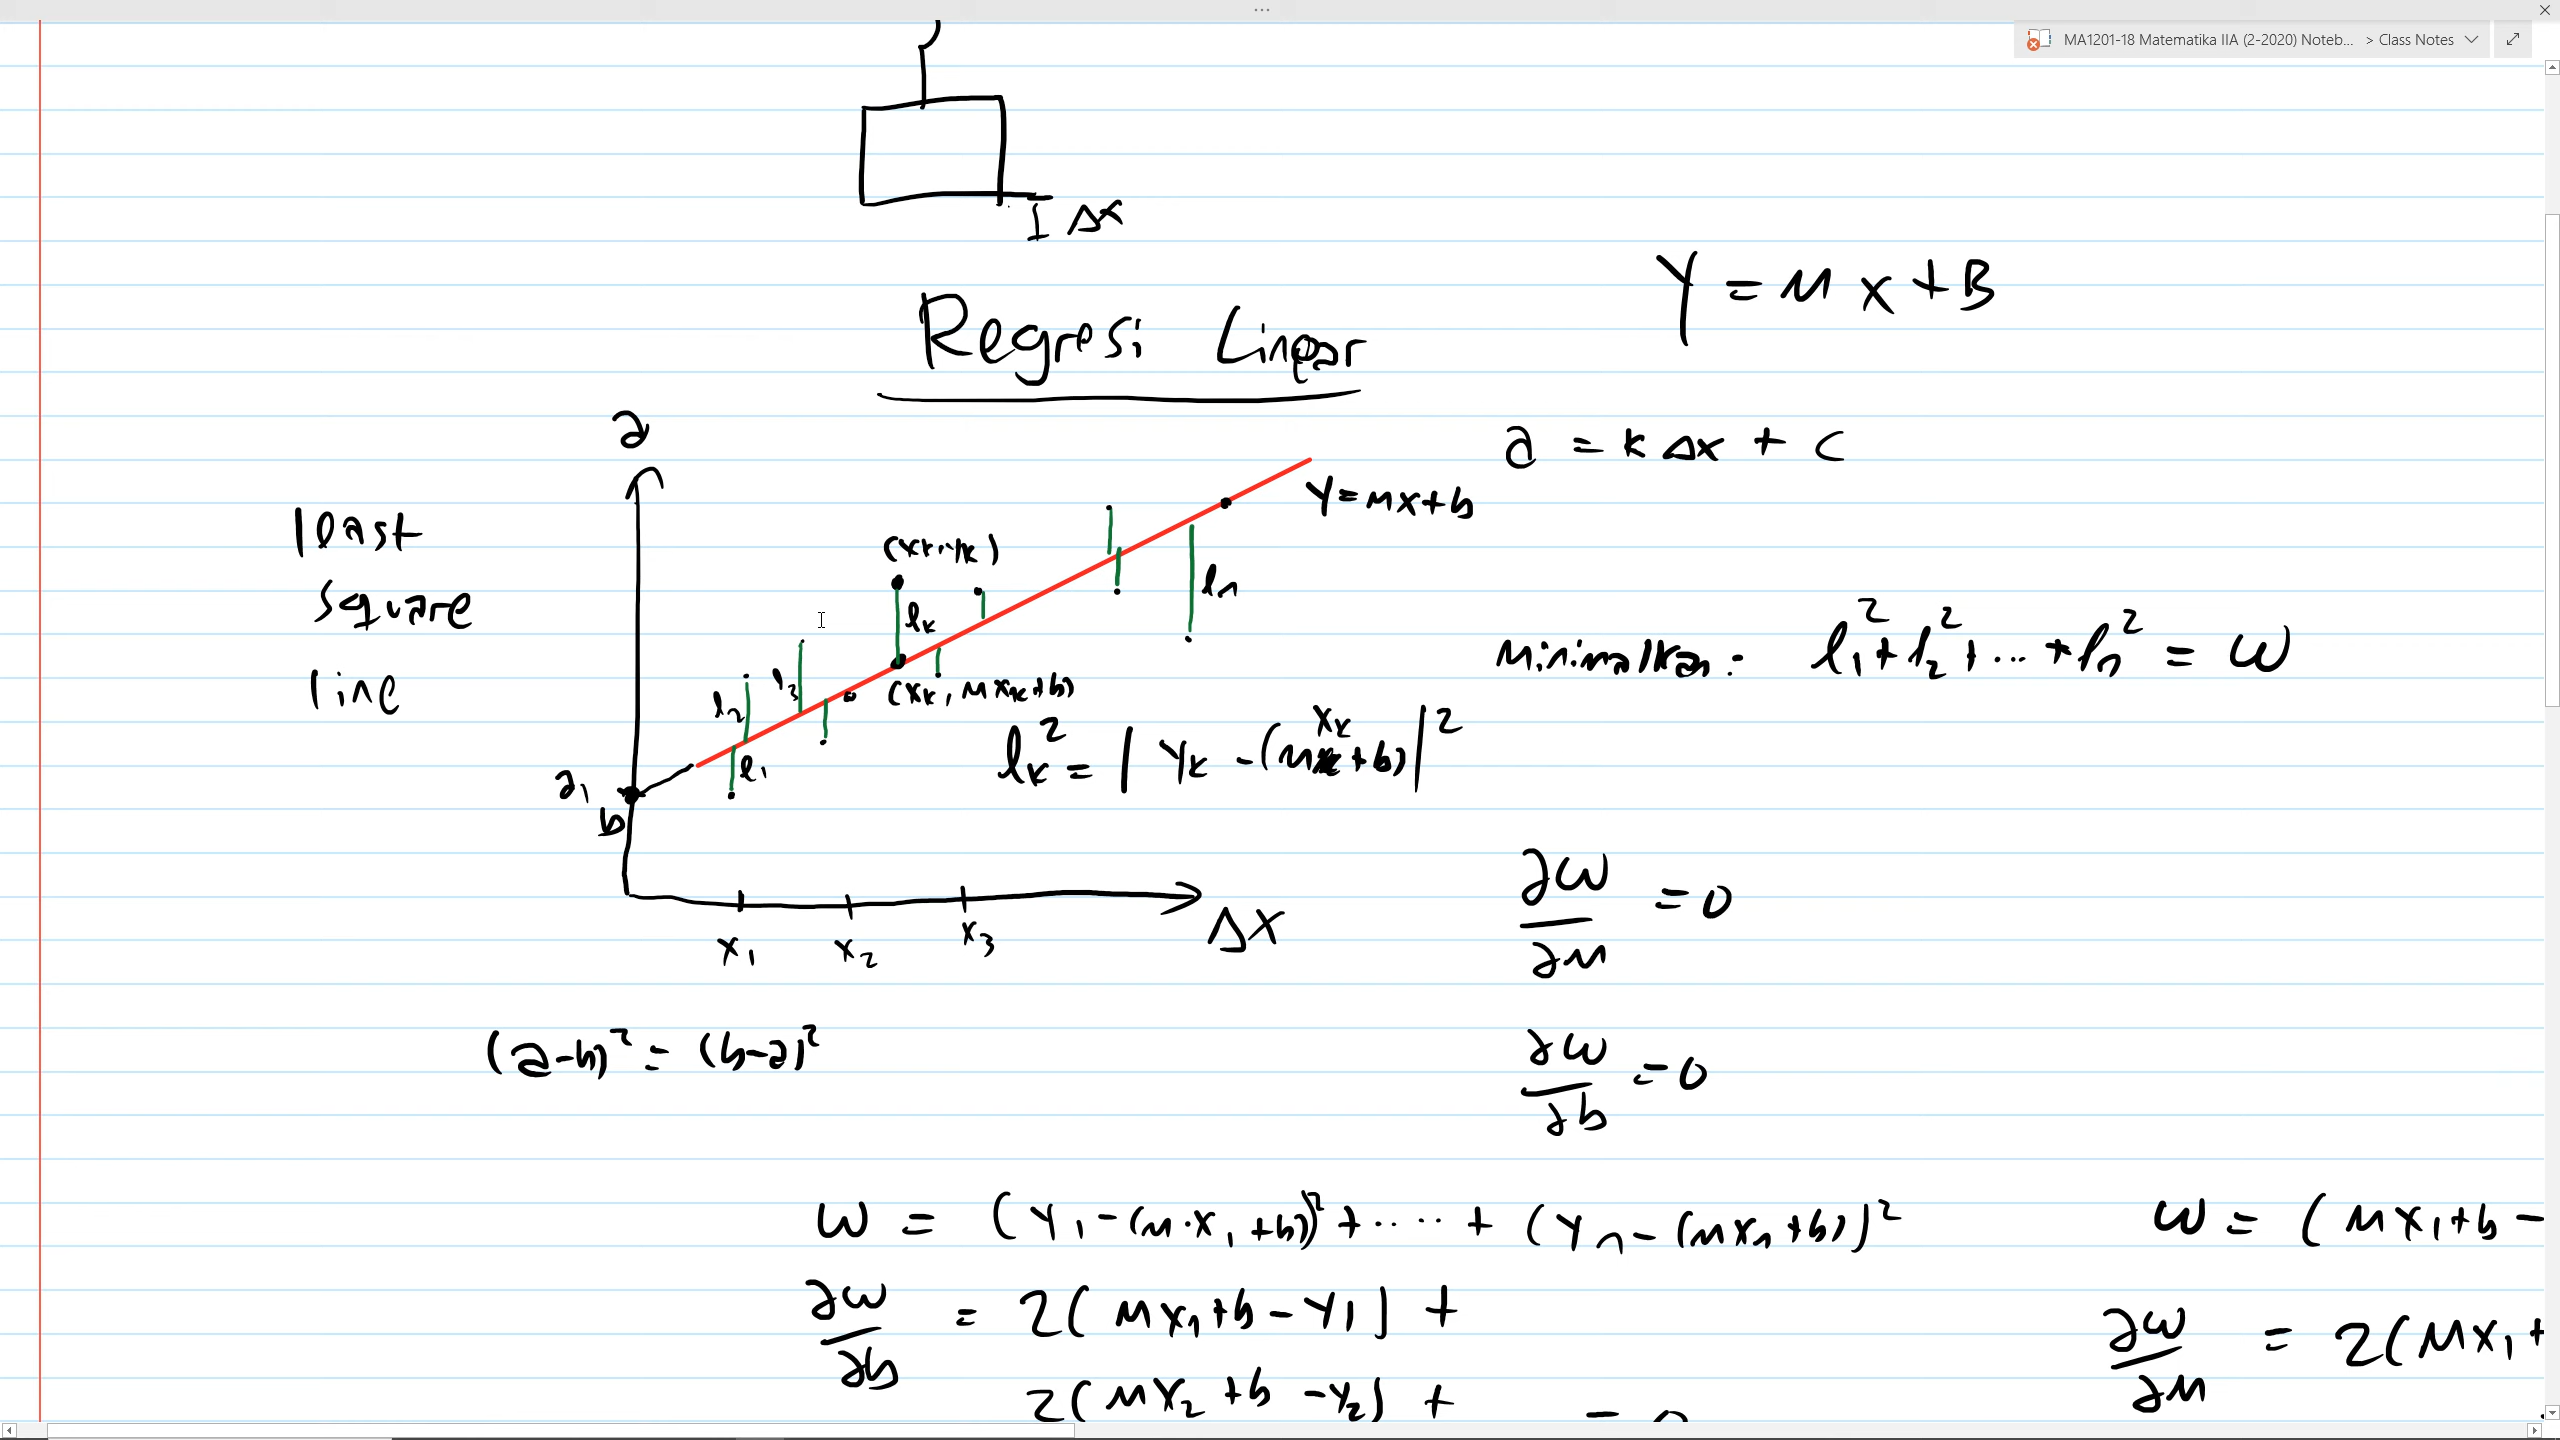 MA1201-18 Matematika IIA (2-2020) Noteb... > Class Notes
Δx
Y = M x + B
Regresi Linear
a
a = k Δx + c
Y = Mx+b
least
square
line
(xk, yk)
lk
ln
l2
l3
l1
(xk, Mxk+b)
Minimalkan: l1² + l2² + ... + ln² = W
xk
lk² = | Yk - (M + b) |²
a1
b
x1 x2 x3
Δx
∂W/∂M = 0
(a-b)² = (b-a)²
∂W/∂b = 0
W = (Y1 - (M·x1 + b))² + ..... + (Yn - (Mxn + b))²
W = (Mx1+b -
∂W/∂b = 2(Mx1+b - Y1) +
∂W/∂M = 2(Mx1 +
2(Mx2 + b - Y2) +